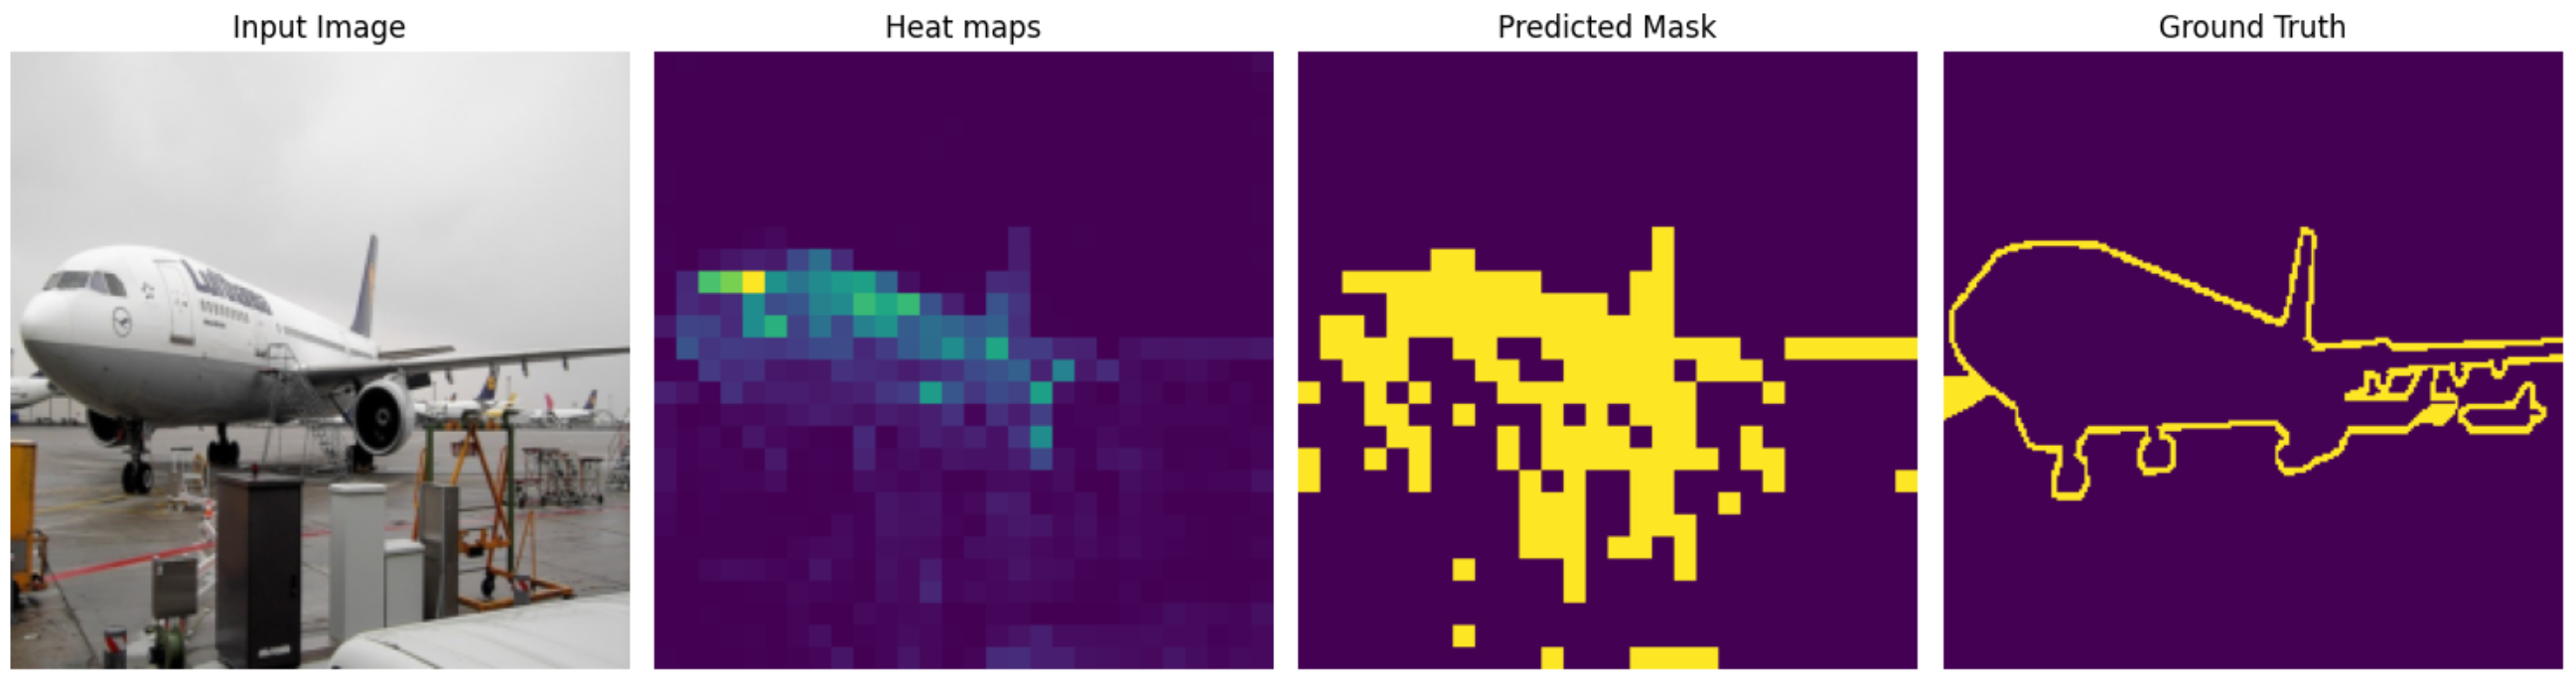 Input Image
Heat maps
Predicted Mask
Ground Truth
Lufthansa